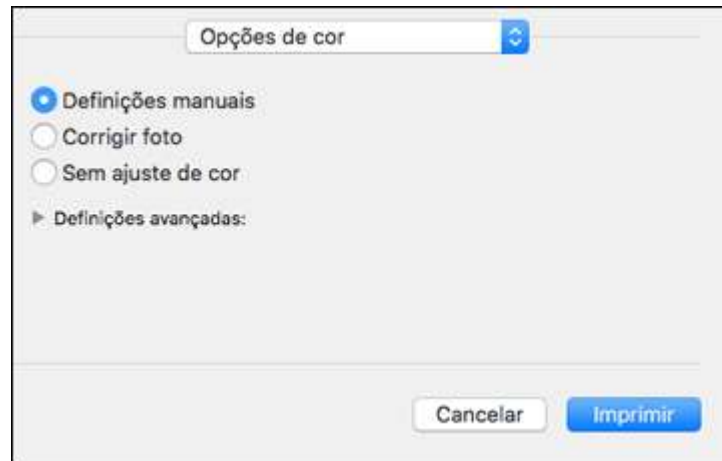 Opções de cor
Definições manuais
Corrigir foto
Sem ajuste de cor
Definições avançadas:
Cancelar
Imprimir